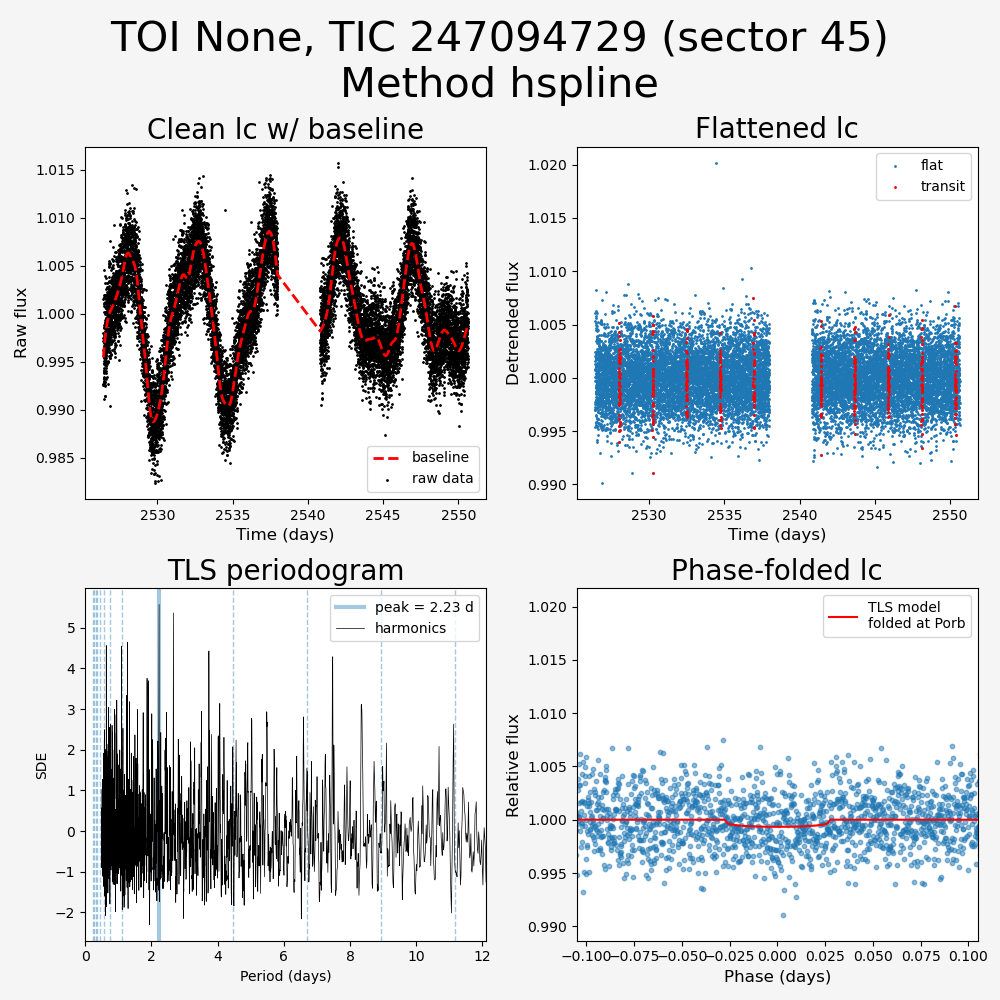 TOI None, TIC 247094729 (sector 45)
Method hspline
Clean lc w/ baseline
Raw flux
1.015
1.010
1.005
1.000
0.995
0.990
0.985
baseline
raw data
2530
2535
2540
2545
2550
Time (days)
Flattened lc
Detrended flux
1.020
1.015
1.010
1.005
1.000
0.995
0.990
flat
transit
2530
2535
2540
2545
2550
Time (days)
TLS periodogram
SDE
5
4
3
2
1
0
−1
−2
peak = 2.23 d
harmonics
0
2
4
6
8
10
12
Period (days)
Phase-folded lc
Relative flux
1.020
1.015
1.010
1.005
1.000
0.995
0.990
TLS model
folded at Porb
−0.100
−0.075
−0.050
−0.025
0.000
0.025
0.050
0.075
0.100
Phase (days)